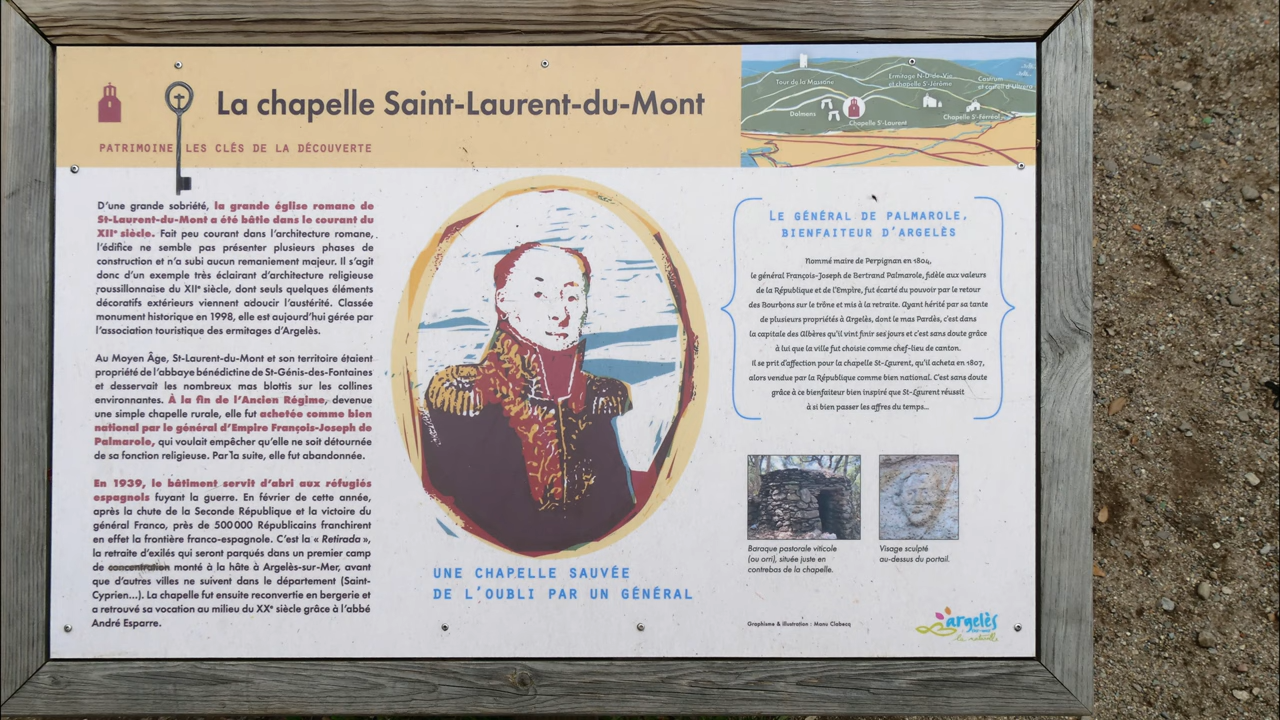 La chapelle Saint-Laurent-du-Mont
PATRIMOINE LES CLÉS DE LA DÉCOUVERTE
Tour de la Massane
Ermitage N-D-de-Vie
et chapelle St-Jérôme
Castrum
et castell d'Ultrera
Dolmens
Chapelle St-Laurent
Chapelle St-Ferréol
D'une grande sobriété, la grande église romane de
St-Laurent-du-Mont a été bâtie dans le courant du
XIIe siècle. Fait peu courant dans l'architecture romane,
l'édifice ne semble pas présenter plusieurs phases de
construction et n'a subi aucun remaniement majeur. Il s'agit
donc d'un exemple très éclairant d'architecture religieuse
roussillonnaise du XIIe siècle, dont seuls quelques éléments
décoratifs extérieurs viennent adoucir l'austérité. Classée
monument historique en 1998, elle est aujourd'hui gérée par
l'association touristique des ermitages d'Argelès.
Au Moyen Âge, St-Laurent-du-Mont et son territoire étaient
propriété de l'abbaye bénédictine de St-Génis-des-Fontaines
et desservait les nombreux mas blottis sur les collines
environnantes. À la fin de l'Ancien Régime, devenue
une simple chapelle rurale, elle fut achetée comme bien
national par le général d'Empire François-Joseph de
Palmarole, qui voulait empêcher qu'elle ne soit détournée
de sa fonction religieuse. Par la suite, elle fut abandonnée.
En 1939, le bâtiment servit d'abri aux réfugiés
espagnols fuyant la guerre. En février de cette année,
après la chute de la Seconde République et la victoire du
général Franco, près de 500 000 Républicains franchirent
en effet la frontière franco-espagnole. C'est la « Retirada »,
la retraite d'exilés qui seront parqués dans un premier camp
de concentration monté à la hâte à Argelès-sur-Mer, avant
que d'autres villes ne suivent dans le département (Saint-
Cyprien...). La chapelle fut ensuite reconvertie en bergerie et
a retrouvé sa vocation au milieu du XXe siècle grâce à l'abbé
André Esparre.
UNE CHAPELLE SAUVÉE
DE L'OUBLI PAR UN GÉNÉRAL
LE GÉNÉRAL DE PALMAROLE,
BIENFAITEUR D'ARGELÈS
Nommé maire de Perpignan en 1804,
le général François-Joseph de Bertrand Palmarole, fidèle aux valeurs
de la République et de l'Empire, fut écarté du pouvoir par le retour
des Bourbons sur le trône et mis à la retraite. Ayant hérité par sa tante
de plusieurs propriétés à Argelès, dont le mas Pardès, c'est dans
la capitale des Albères qu'il vint finir ses jours et c'est sans doute grâce
à lui que la ville fut choisie comme chef-lieu de canton.
Il se prit d'affection pour la chapelle St-Laurent, qu'il acheta en 1807,
alors vendue par la République comme bien national. C'est sans doute
grâce à ce bienfaiteur bien inspiré que St-Laurent réussit
à si bien passer les affres du temps...
Baraque pastorale viticole
(ou orri), située juste en
contrebas de la chapelle.
Visage sculpté
au-dessus du portail.
Graphisme & illustration : Manu Clabecq
argelès
sur-mer
la naturelle